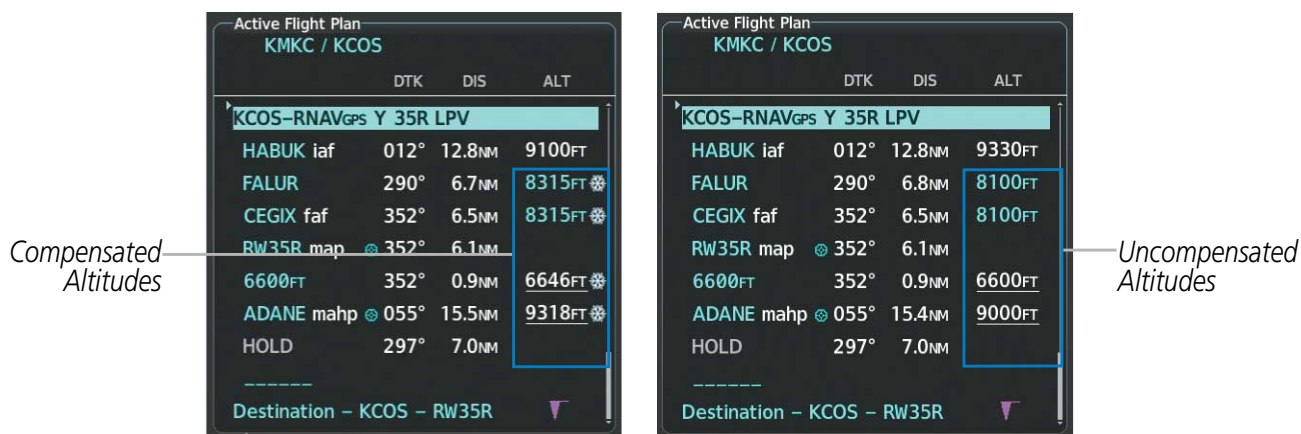 Active Flight Plan
KMKC / KCOS
DTK DIS ALT
KCOS–RNAVGPS Y 35R LPV
HABUK iaf 012° 12.8NM 9100FT
FALUR 290° 6.7NM 8315FT
CEGIX faf 352° 6.5NM 8315FT
RW35R map 352° 6.1NM
6600FT 352° 0.9NM 6646FT
ADANE mahp 055° 15.5NM 9318FT
HOLD 297° 7.0NM
______
Destination – KCOS – RW35R
Compensated
Altitudes
Active Flight Plan
KMKC / KCOS
DTK DIS ALT
KCOS–RNAVGPS Y 35R LPV
HABUK iaf 012° 12.8NM 9330FT
FALUR 290° 6.8NM 8100FT
CEGIX faf 352° 6.5NM 8100FT
RW35R map 352° 6.1NM
6600FT 352° 0.9NM 6600FT
ADANE mahp 055° 15.4NM 9000FT
HOLD 297° 7.0NM
______
Destination – KCOS – RW35R
Uncompensated
Altitudes